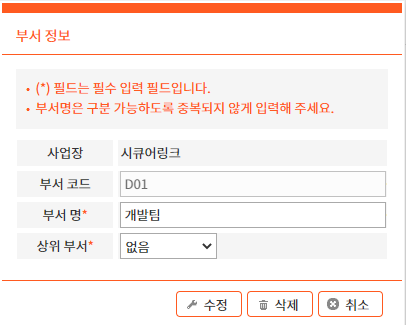 부서 정보
• (*) 필드는 필수 입력 필드입니다.
• 부서명은 구분 가능하도록 중복되지 않게 입력해 주세요.
사업장 시큐어링크
부서 코드 D01
부서 명* 개발팀
상위 부서* 없음
수정 삭제 취소